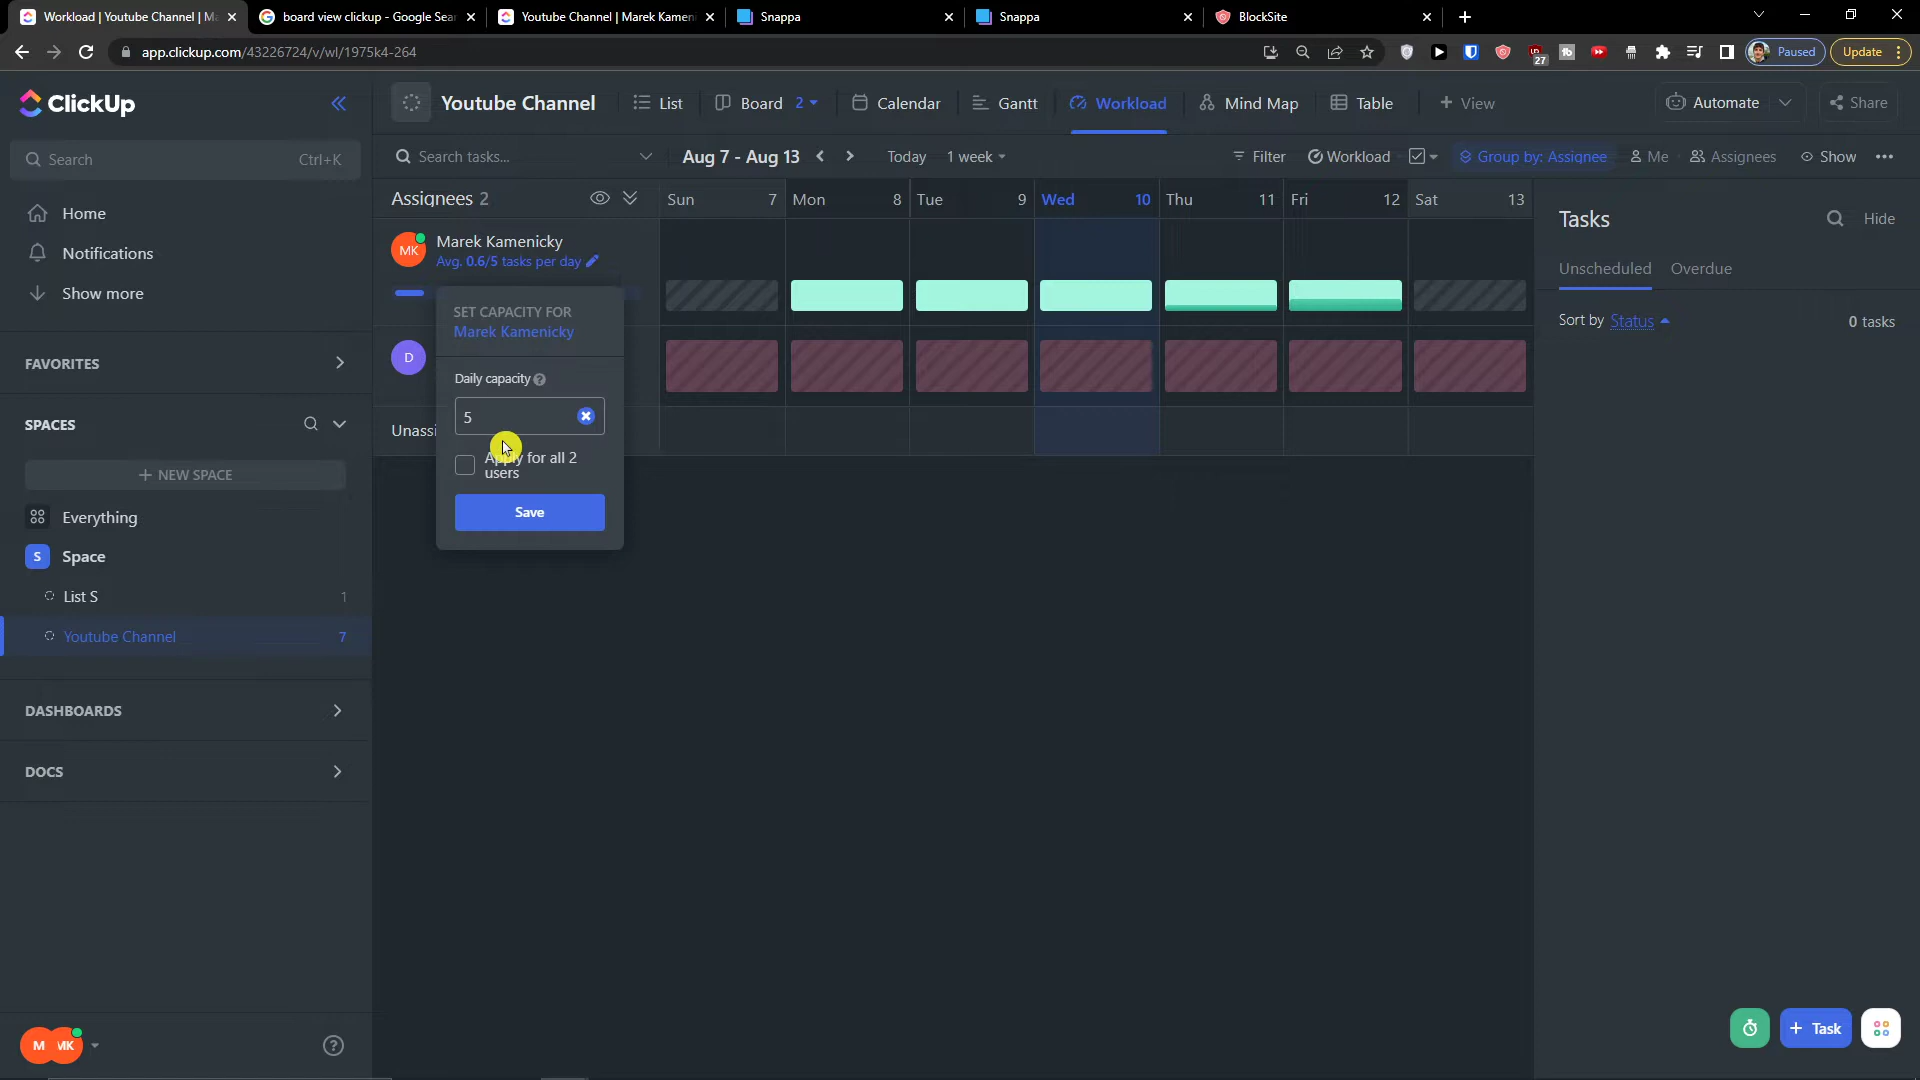 Workload | Youtube Channel | Ma
board view clickup - Google Sear
Youtube Channel | Marek Kameni
Snappa
Snappa
BlockSite
app.clickup.com/43226724/v/wl/1975k4-264
27
Paused
Update
ClickUp
Youtube Channel
List
Board 2
Calendar
Gantt
Workload
Mind Map
Table
+ View
Automate
Share
Search
Ctrl+K
Search tasks...
Aug 7 - Aug 13
Today
1 week
Filter
Workload
Group by: Assignee
Me
Assignees
Show
Home
Notifications
Show more
Assignees 2
Sun 7
Mon 8
Tue 9
Wed 10
Thu 11
Fri 12
Sat 13
Tasks
Hide
MK
Marek Kamenicky
Avg. 0.6/5 tasks per day
Unscheduled
Overdue
Sort by Status
0 tasks
SET CAPACITY FOR
Marek Kamenicky
D
Daily capacity
5
Unassi
Apply for all 2
users
Save
FAVORITES
SPACES
+ NEW SPACE
Everything
S
Space
List S
1
Youtube Channel
7
DASHBOARDS
DOCS
M
MK
+ Task